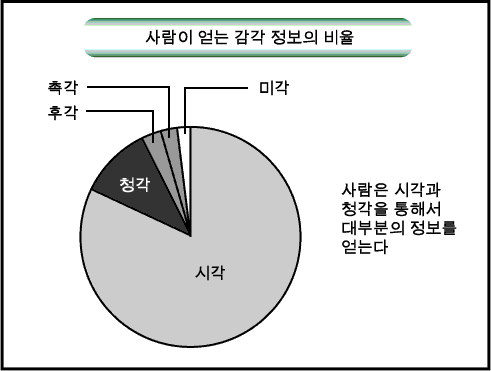 사람이 얻는 감각 정보의 비율
촉각
미각
후각
청각
시각
사람은 시각과
청각을 통해서
대부분의 정보를
얻는다